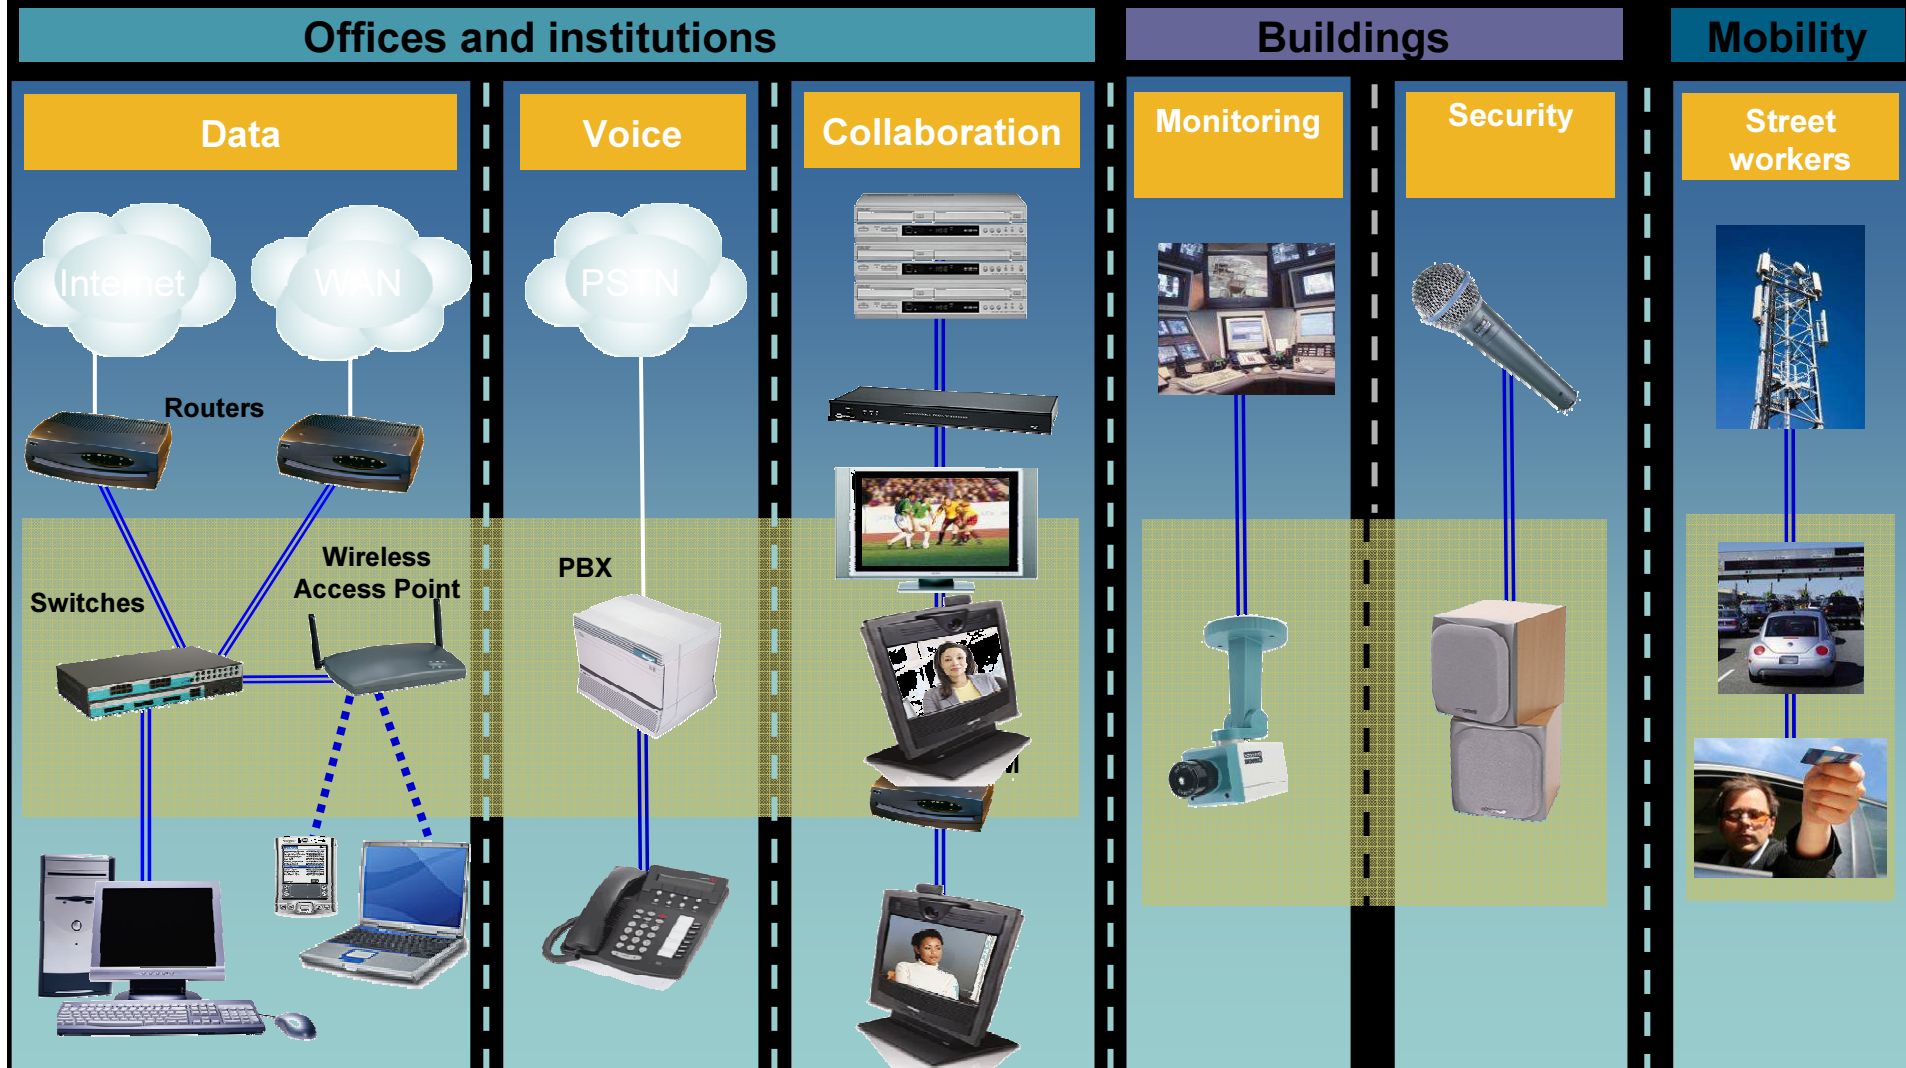 Offices and institutions
Buildings
Mobility
Data
Voice
Collaboration
Monitoring
Security
Street
workers
Internet
WAN
PSTN
Routers
Wireless
Access Point
Switches
PBX